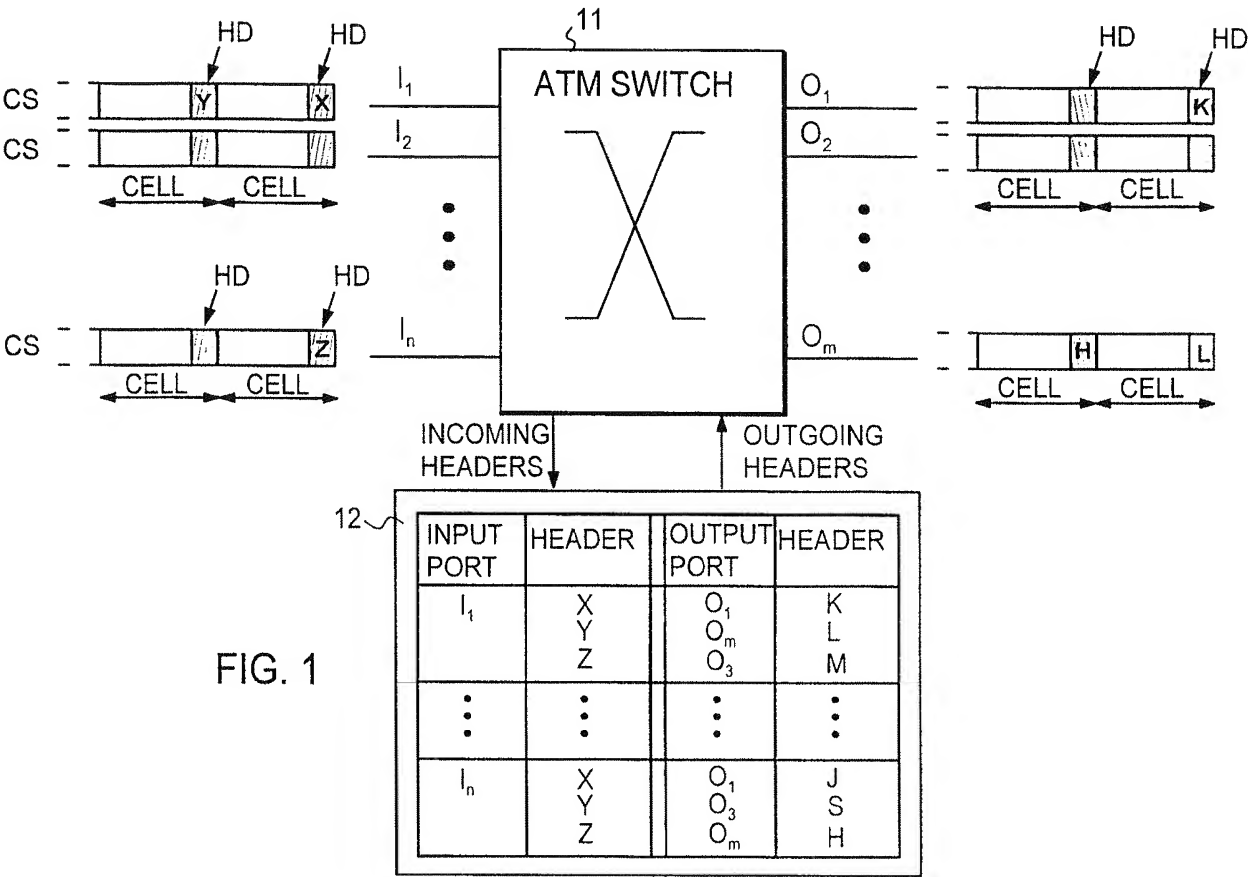 11
HD HD HD HD
CS Y X I₁ ATM SWITCH O₁ K
CS I₂ O₂
CELL CELL CELL CELL
HD HD
CS Z Iₙ Oₘ H L
CELL CELL CELL CELL
INCOMING HEADERS OUTGOING HEADERS
12
INPUT PORT HEADER OUTPUT PORT HEADER
I₁ X O₁ K
Y Oₘ L
Z O₃ M
Iₙ X O₁ J
Y O₃ S
Z Oₘ H
FIG. 1